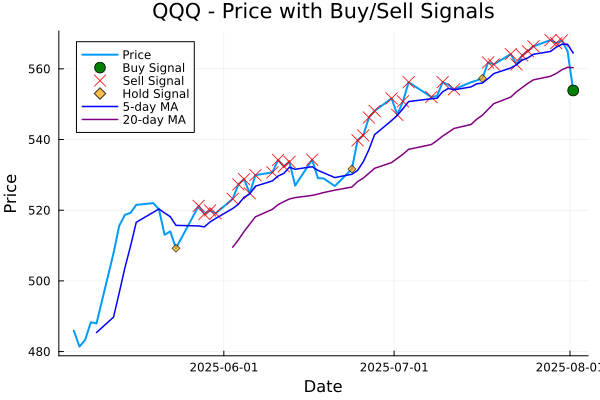 QQQ - Price with Buy/Sell Signals
Price
Buy Signal
Sell Signal
Hold Signal
5-day MA
20-day MA
560
540
520
500
480
Price
2025-06-01
2025-07-01
2025-08-01
Date